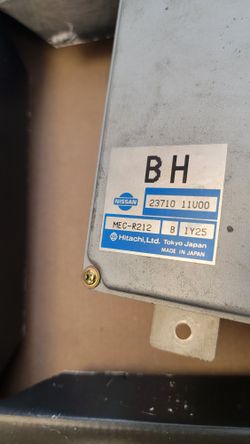 BH
NISSAN 23710 11U00
MEC-R212 B 1Y25
Hitachi, Ltd. Tokyo Japan
MADE IN JAPAN